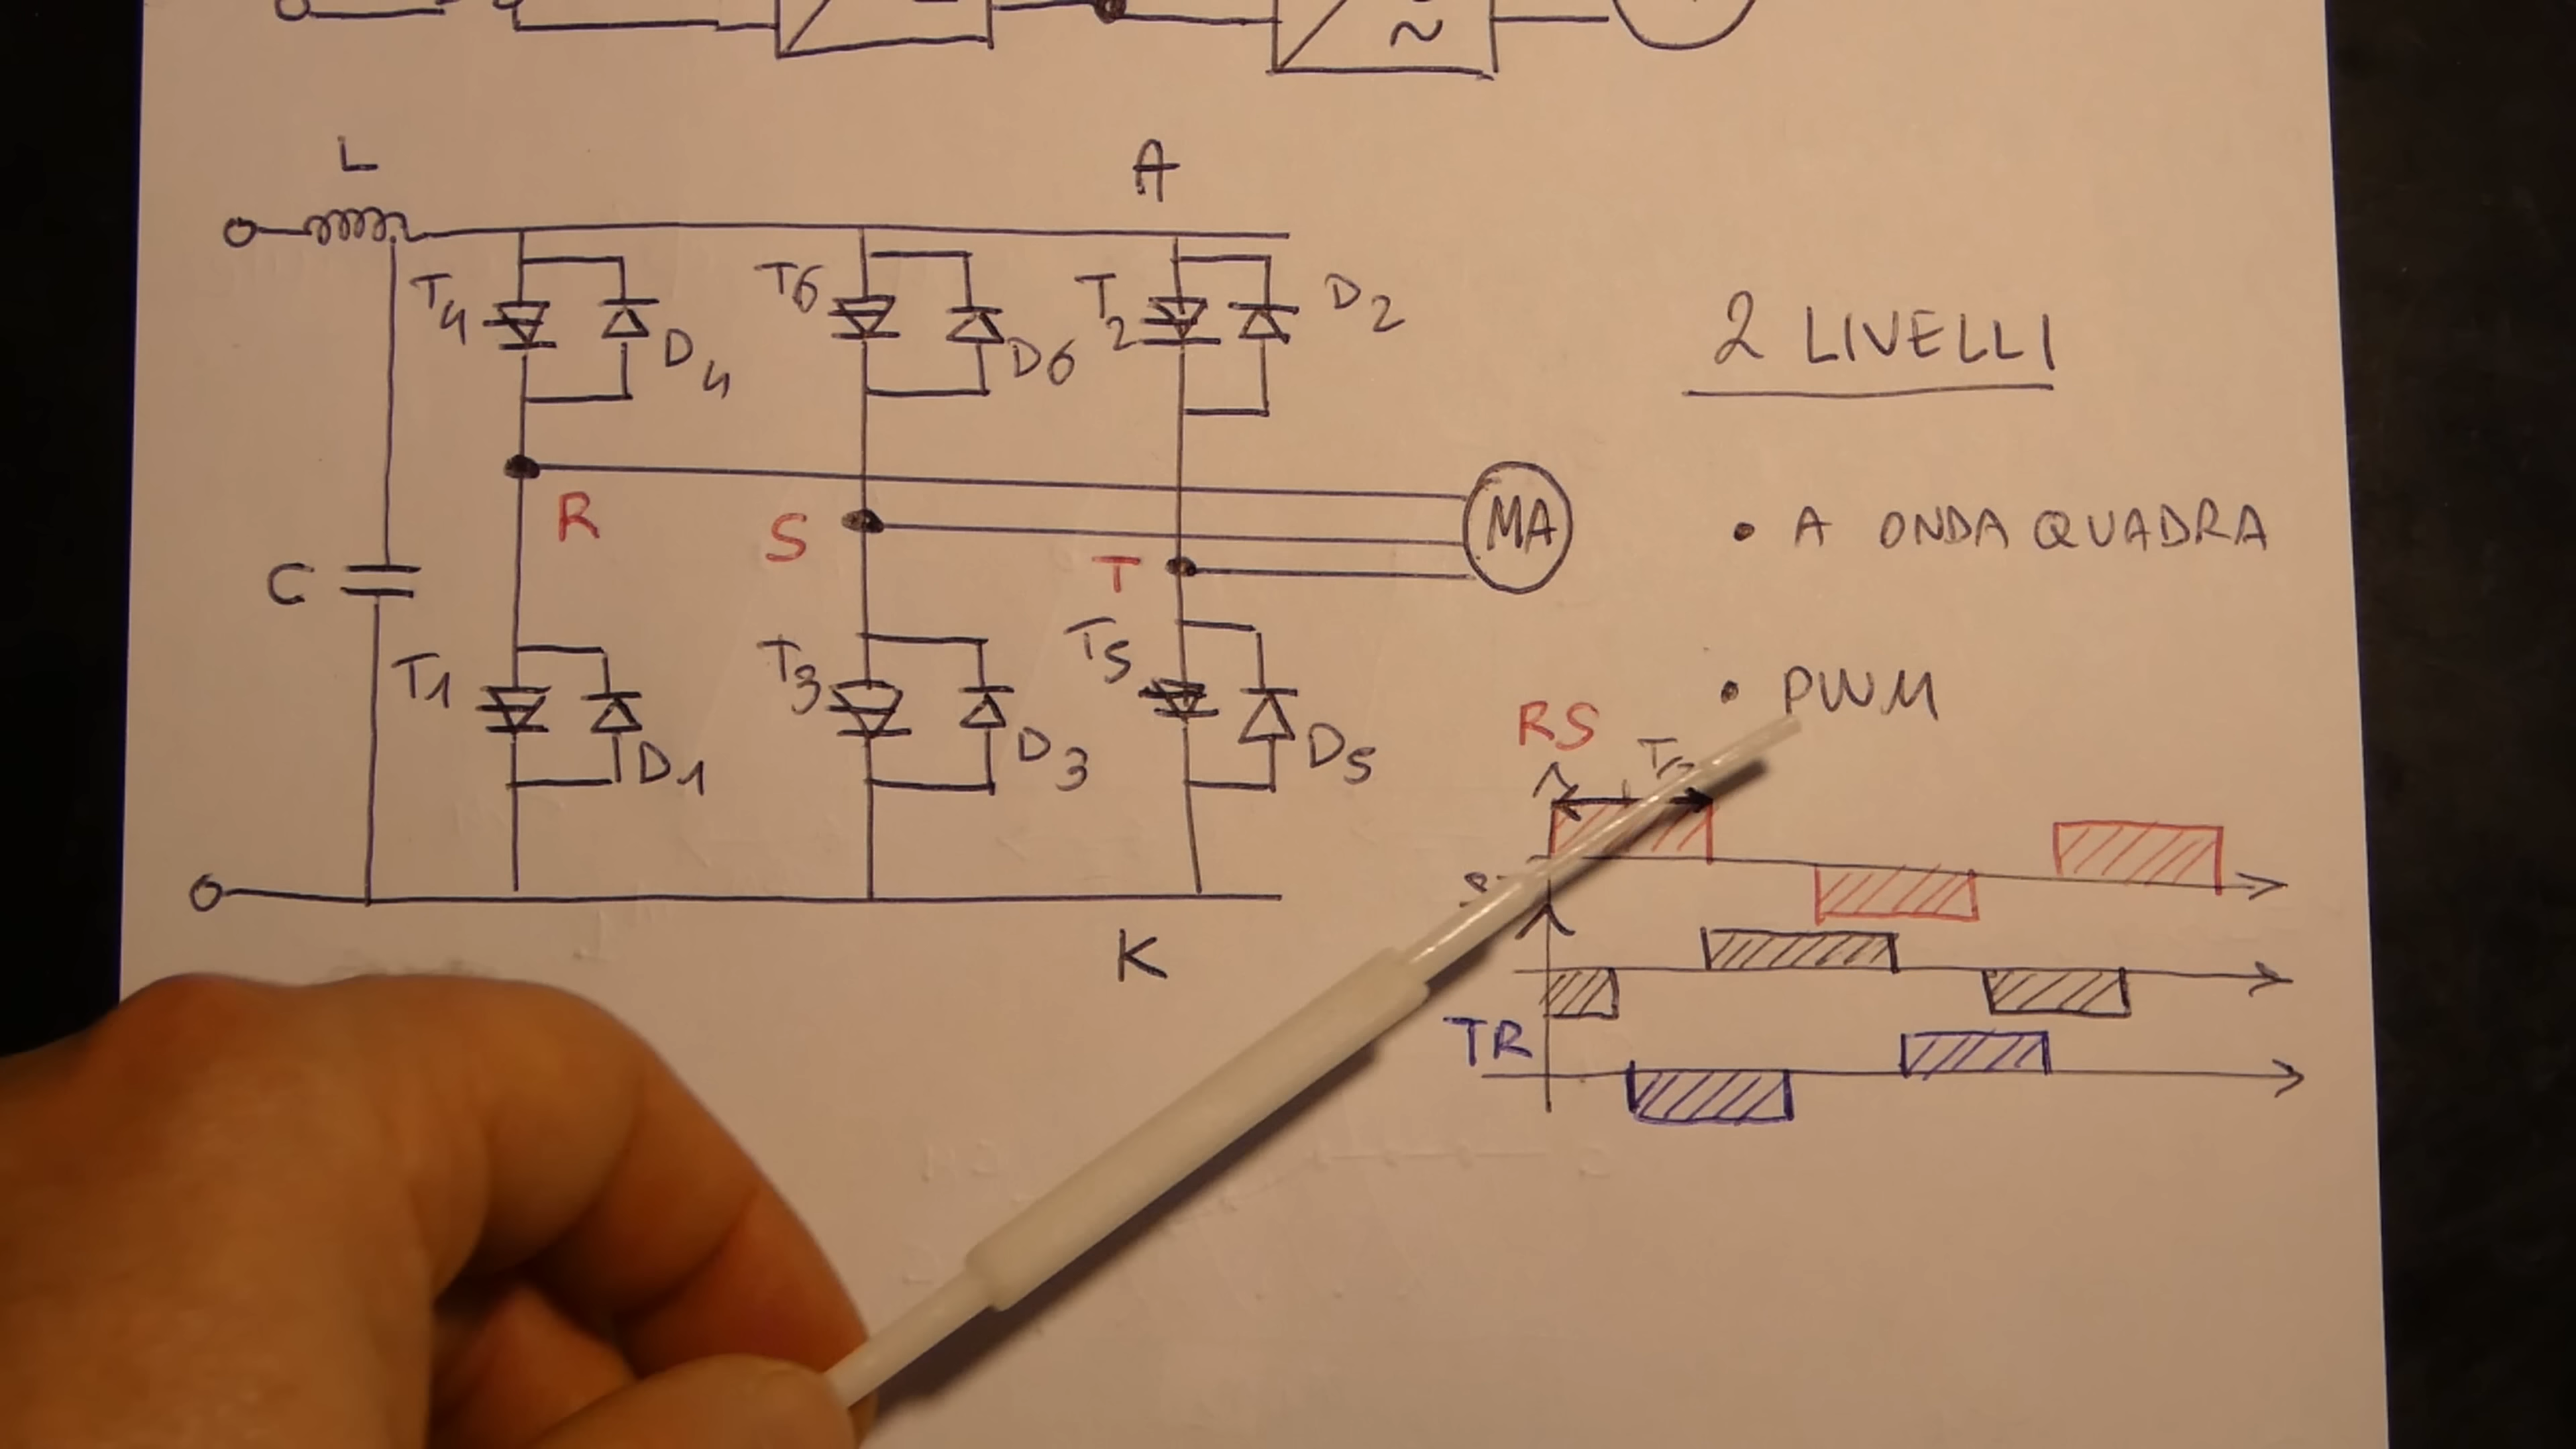 ~
L
A
T4
D4
T6
D6
T2
D2
2 LIVELLI
R
S
T
MA
• A ONDA QUADRA
C
T1
D1
T3
D3
T5
D5
• PWM
RS
K
TR